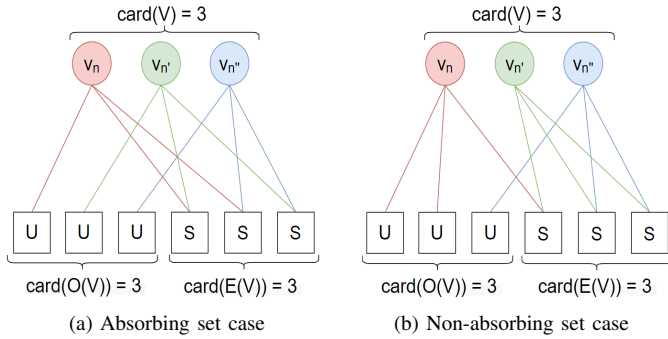 card(V) = 3
card(V) = 3
vn vn' vn"
vn vn' vn"
U U U S S S
U U U S S S
card(O(V)) = 3 card(E(V)) = 3
card(O(V)) = 3 card(E(V)) = 3
(a) Absorbing set case
(b) Non-absorbing set case